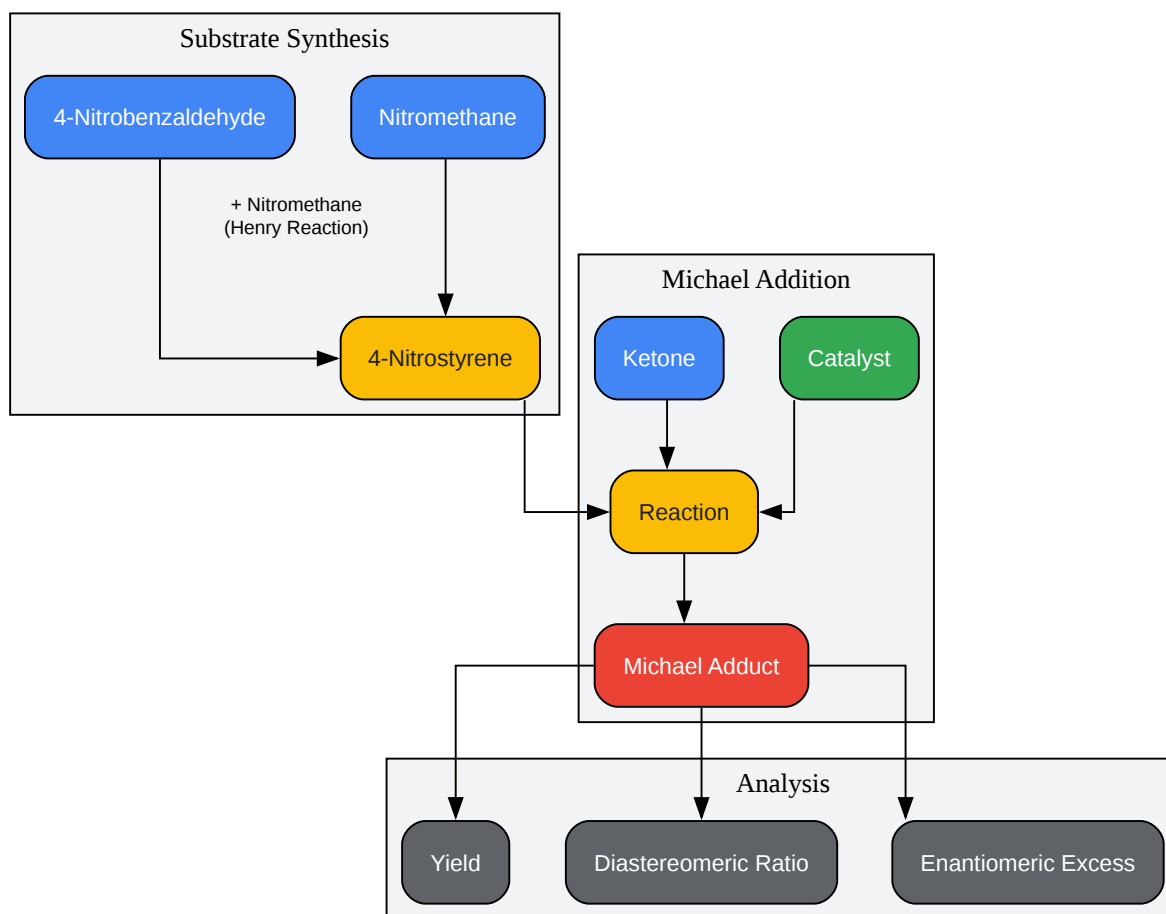 Substrate Synthesis
4-Nitrobenzaldehyde
Nitromethane
+ Nitromethane
(Henry Reaction)
4-Nitrostyrene
Michael Addition
Ketone
Catalyst
Reaction
Michael Adduct
Analysis
Yield
Diastereomeric Ratio
Enantiomeric Excess